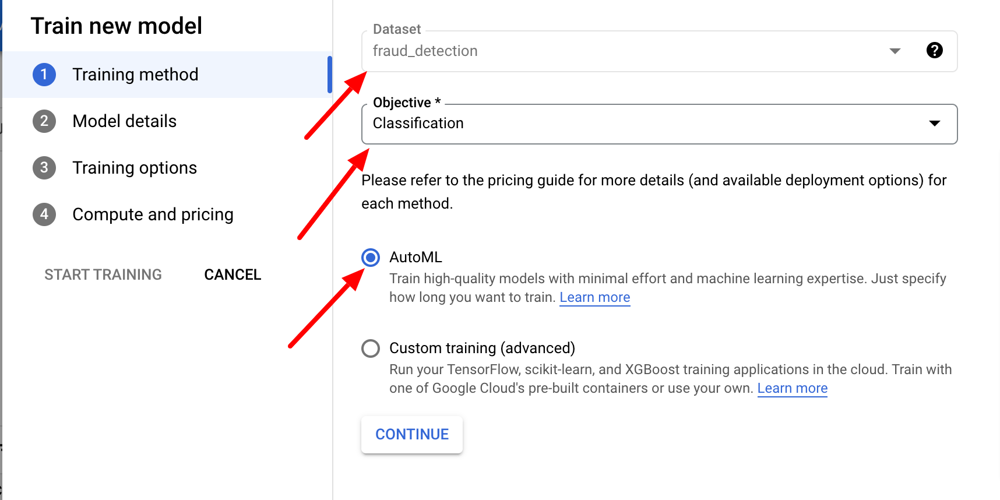 Train new model
1 Training method
2 Model details
3 Training options
4 Compute and pricing
START TRAINING CANCEL
Dataset
fraud_detection
?
Objective *
Classification
Please refer to the pricing guide for more details (and available deployment options) for
each method.
AutoML
Train high-quality models with minimal effort and machine learning expertise. Just specify
how long you want to train. Learn more
Custom training (advanced)
Run your TensorFlow, scikit-learn, and XGBoost training applications in the cloud. Train with
one of Google Cloud's pre-built containers or use your own. Learn more
CONTINUE